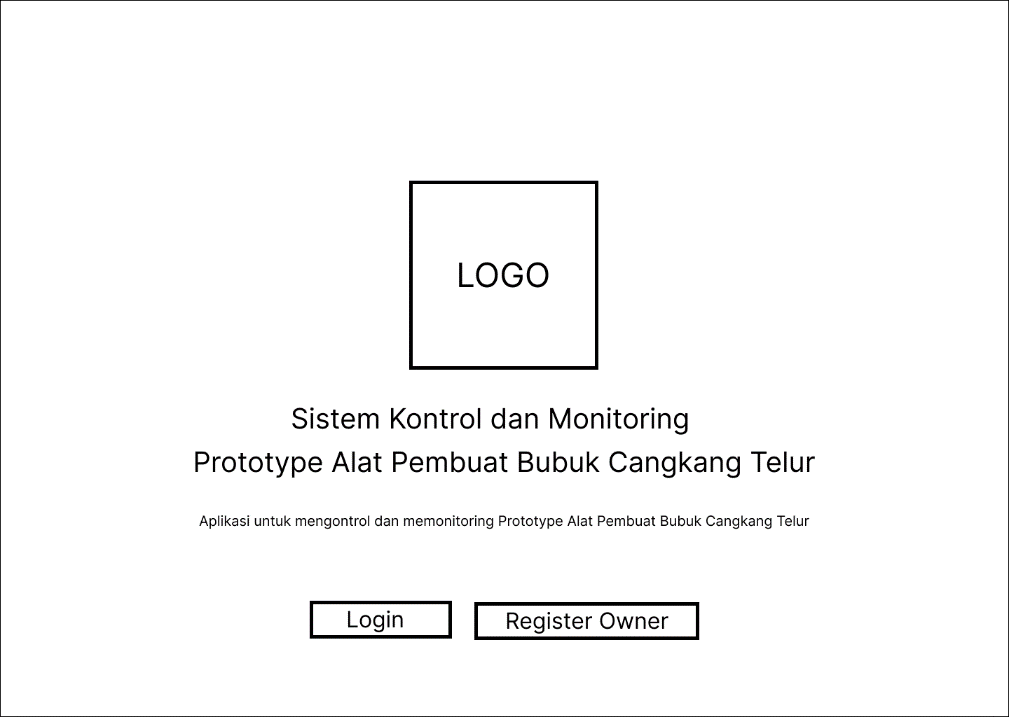 LOGO
Sistem Kontrol dan Monitoring
Prototype Alat Pembuat Bubuk Cangkang Telur
Aplikasi untuk mengontrol dan memonitoring Prototype Alat Pembuat Bubuk Cangkang Telur
Login
Register Owner